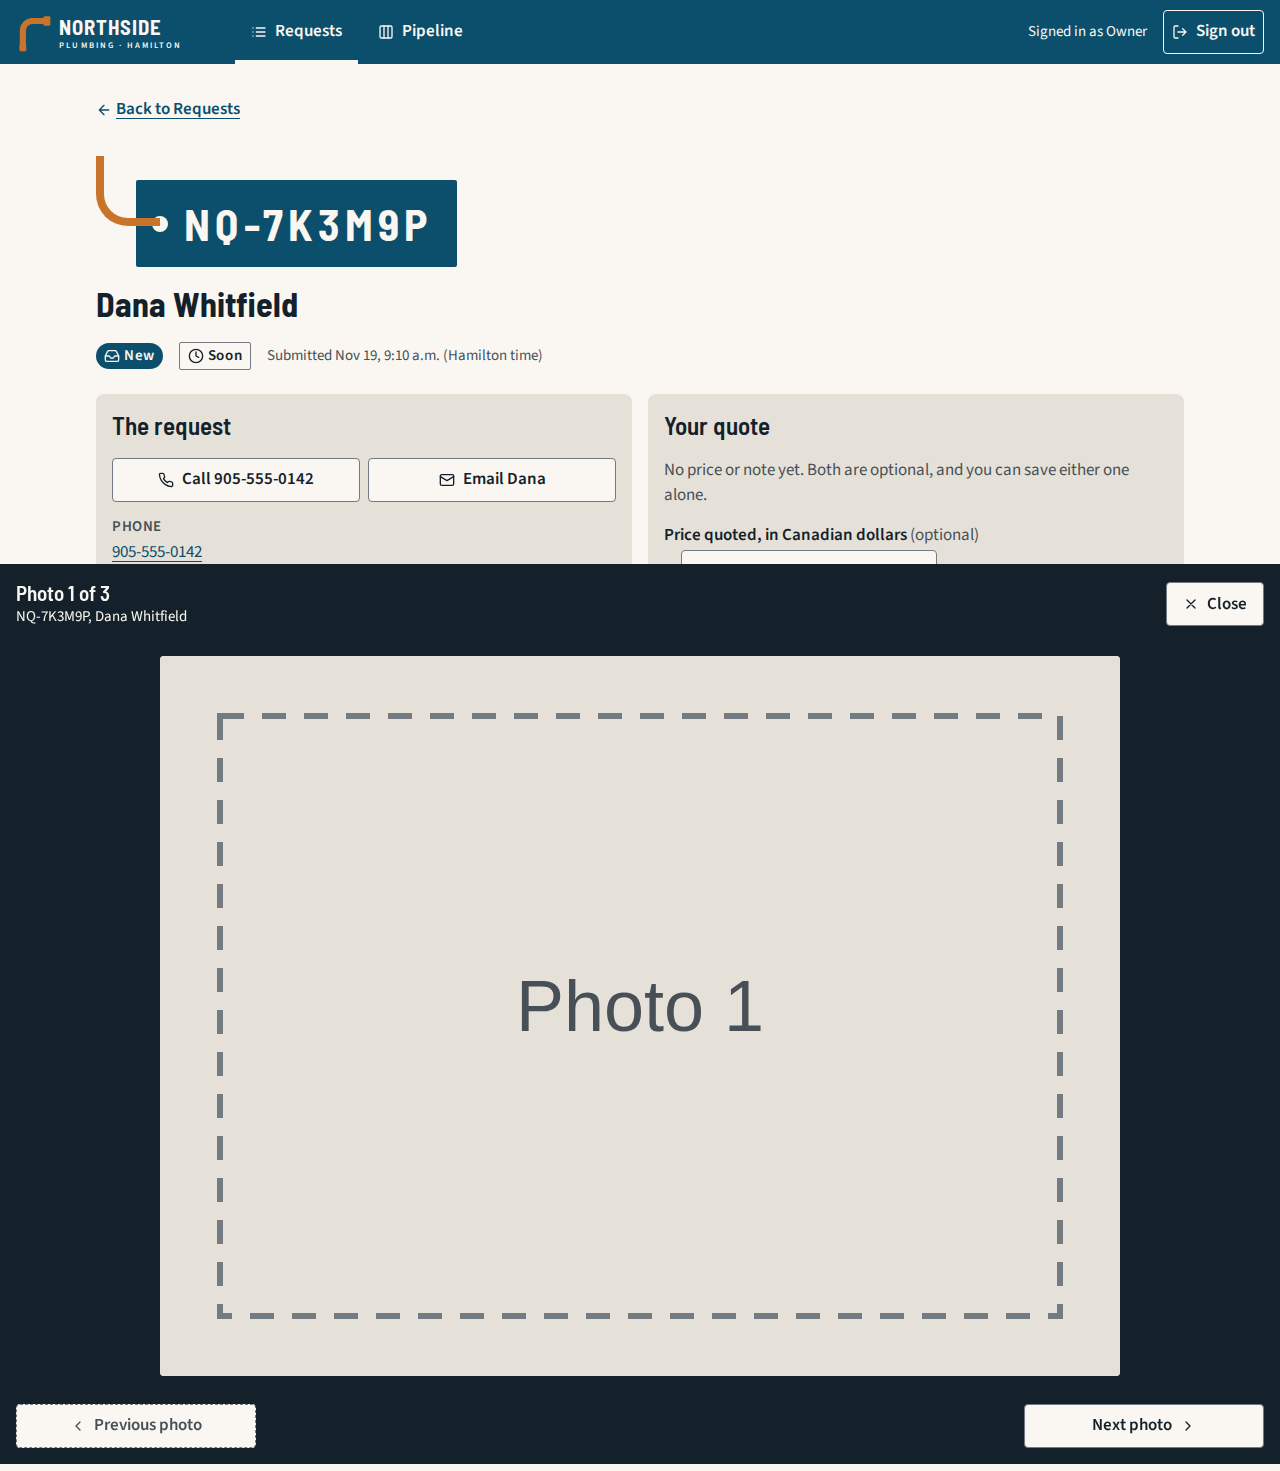 NORTHSIDE
PLUMBING · HAMILTON
Requests
Pipeline
Signed in as Owner
Sign out
Back to Requests
NQ-7K3M9P
Dana Whitfield
New
Soon
Submitted Nov 19, 9:10 a.m. (Hamilton time)
The request
Call 905-555-0142
Email Dana
PHONE
905-555-0142
Your quote
No price or note yet. Both are optional, and you can save either one
alone.
Price quoted, in Canadian dollars (optional)
Photo 1 of 3
NQ-7K3M9P, Dana Whitfield
Close
Photo 1
Previous photo
Next photo